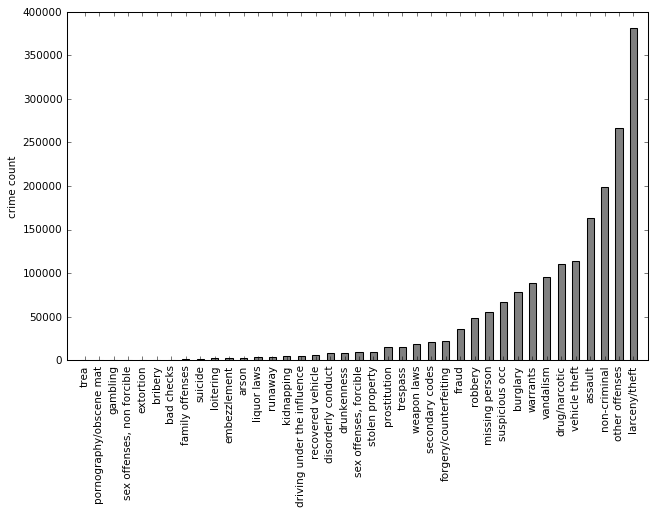 400000
350000
300000
250000
200000
150000
100000
50000
0
crime count
trea
pornography/obscene mat
gambling
sex offenses, non forcible
extortion
bribery
bad checks
family offenses
suicide
loitering
embezzlement
arson
liquor laws
runaway
kidnapping
driving under the influence
recovered vehicle
disorderly conduct
drunkenness
sex offenses, forcible
stolen property
prostitution
trespass
weapon laws
secondary codes
forgery/counterfeiting
fraud
robbery
missing person
suspicious occ
burglary
warrants
vandalism
drug/narcotic
vehicle theft
assault
non-criminal
other offenses
larceny/theft